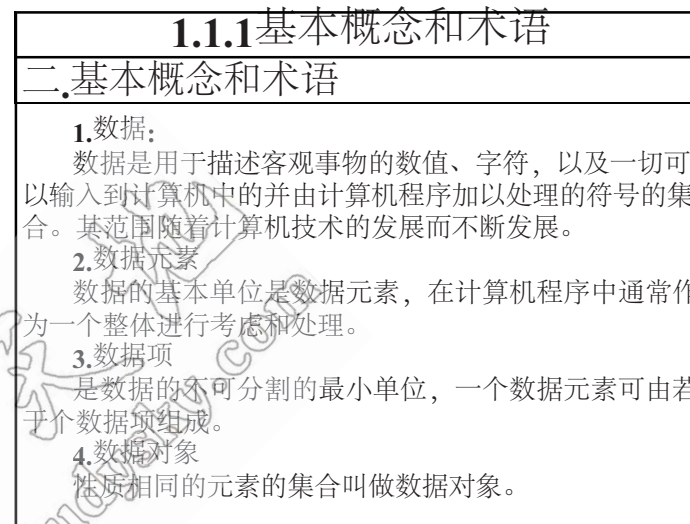 1.1.1基本概念和术语
二.基本概念和术语
1.数据：
数据是用于描述客观事物的数值、字符，以及一切可
以输入到计算机中的并由计算机程序加以处理的符号的集
合。其范围随着计算机技术的发展而不断发展。
2.数据元素
数据的基本单位是数据元素，在计算机程序中通常作
为一个整体进行考虑和处理。
3.数据项
是数据的不可分割的最小单位，一个数据元素可由若
干个数据项组成。
4.数据对象
性质相同的元素的集合叫做数据对象。